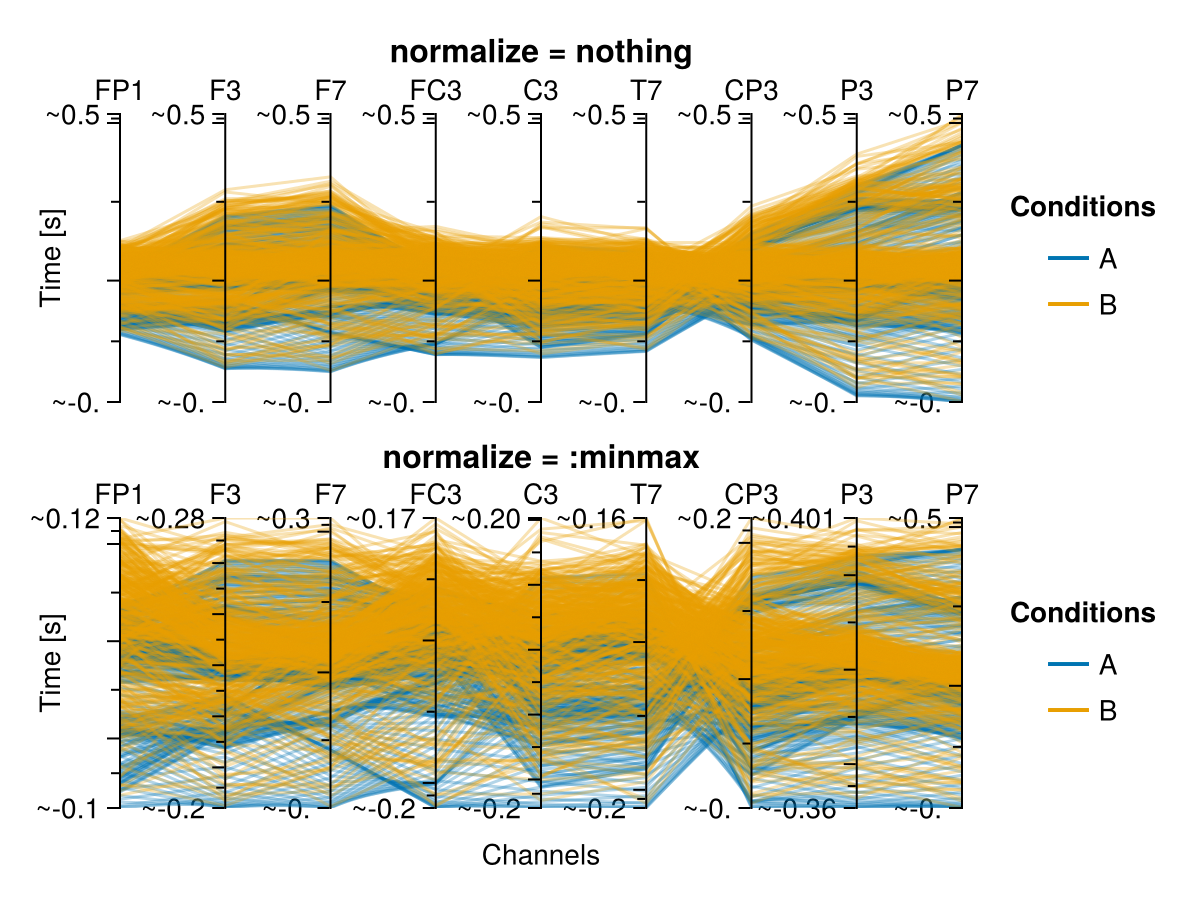 normalize = nothing
FP1 F3 F7 FC3 C3 T7 CP3 P3 P7
~0.5 ~0.5 ~0.5 ~0.5 ~0.5 ~0.5 ~0.5 ~0.5 ~0.5
Time [s]
~-0. ~-0. ~-0. ~-0. ~-0. ~-0. ~-0. ~-0. ~-0.
Conditions
A
B
normalize = :minmax
FP1 F3 F7 FC3 C3 T7 CP3 P3 P7
~0.12 ~0.28 ~0.3 ~0.17 ~0.20 ~0.16 ~0.2 ~0.401 ~0.5
Time [s]
~-0.1 ~-0.2 ~-0. ~-0.2 ~-0.2 ~-0.2 ~-0. ~-0.36 ~-0.
Conditions
A
B
Channels